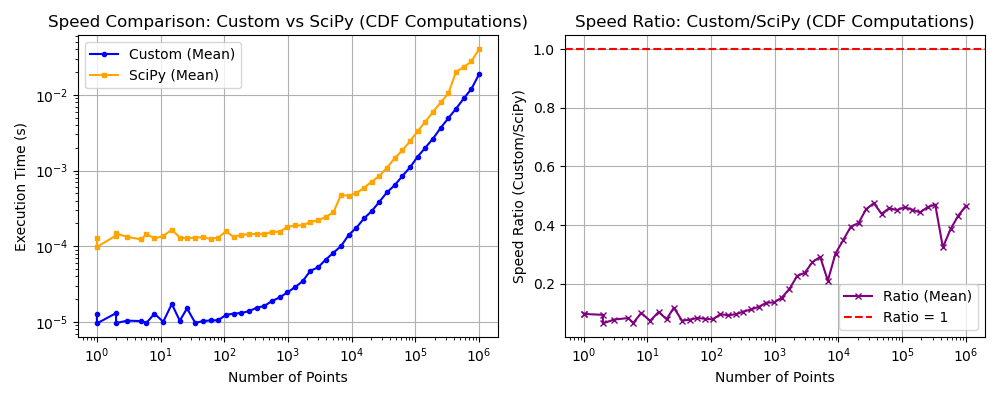 Speed Comparison: Custom vs SciPy (CDF Computations)
Custom (Mean)
SciPy (Mean)
Execution Time (s)
10⁻²
10⁻³
10⁻⁴
10⁻⁵
10⁰ 10¹ 10² 10³ 10⁴ 10⁵ 10⁶
Number of Points
Speed Ratio: Custom/SciPy (CDF Computations)
Speed Ratio (Custom/SciPy)
1.0
0.8
0.6
0.4
0.2
Ratio (Mean)
Ratio = 1
10⁰ 10¹ 10² 10³ 10⁴ 10⁵ 10⁶
Number of Points